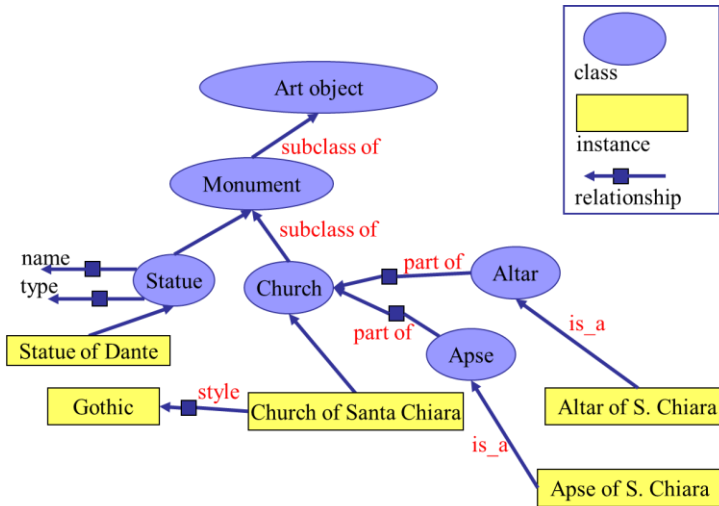 Art object
class
subclass of
instance
Monument
relationship
subclass of
name
type
Statue
Church
part of
Altar
part of
Apse
is_a
Statue of Dante
Gothic
style
Church of Santa Chiara
Altar of S. Chiara
is_a
Apse of S. Chiara